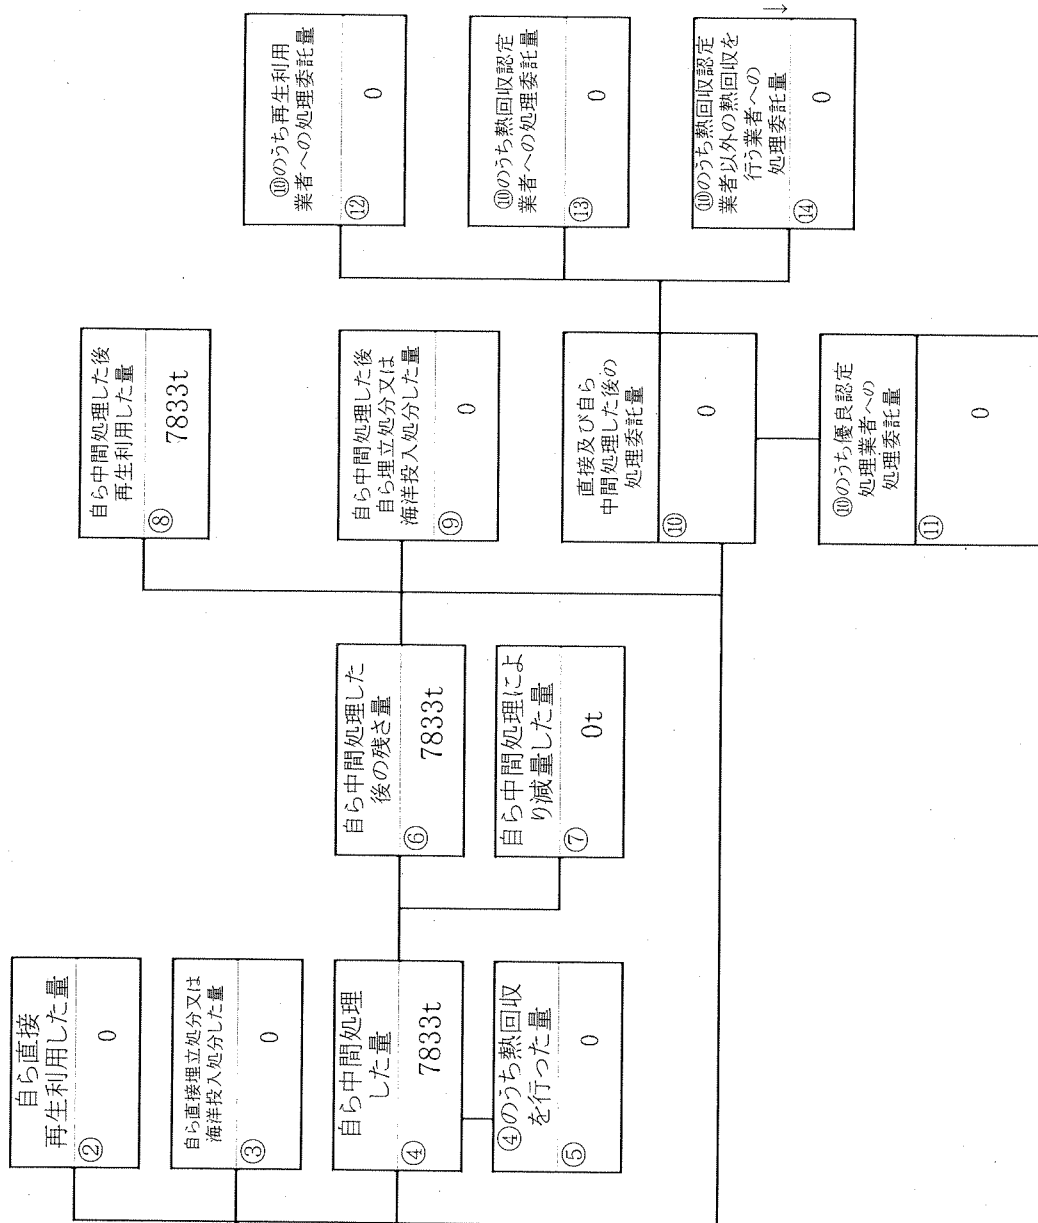 自ら直接
再生利用した量
②
0
自ら直接埋立処分又は
海洋投入処分した量
③
0
自ら中間処理
した量
④
7833t
④のうち熱回収
を行った量
⑤
0
自ら中間処理した
後の残さ量
⑥
7833t
自ら中間処理によ
り減量した量
⑦
0t
自ら中間処理した後
再生利用した量
⑧
7833t
自ら中間処理した後
自ら埋立処分又は
海洋投入処分した量
⑨
0
直接及び自ら
中間処理した後の
処理委託量
⑩
0
⑩のうち優良認定
処理業者への
処理委託量
⑪
0
⑩のうち再生利用
業者への処理委託量
⑫
0
⑩のうち熱回収認定
業者への処理委託量
⑬
0
⑩のうち熱回収認定
業者以外の熱回収を
行う業者への
処理委託量
⑭
0